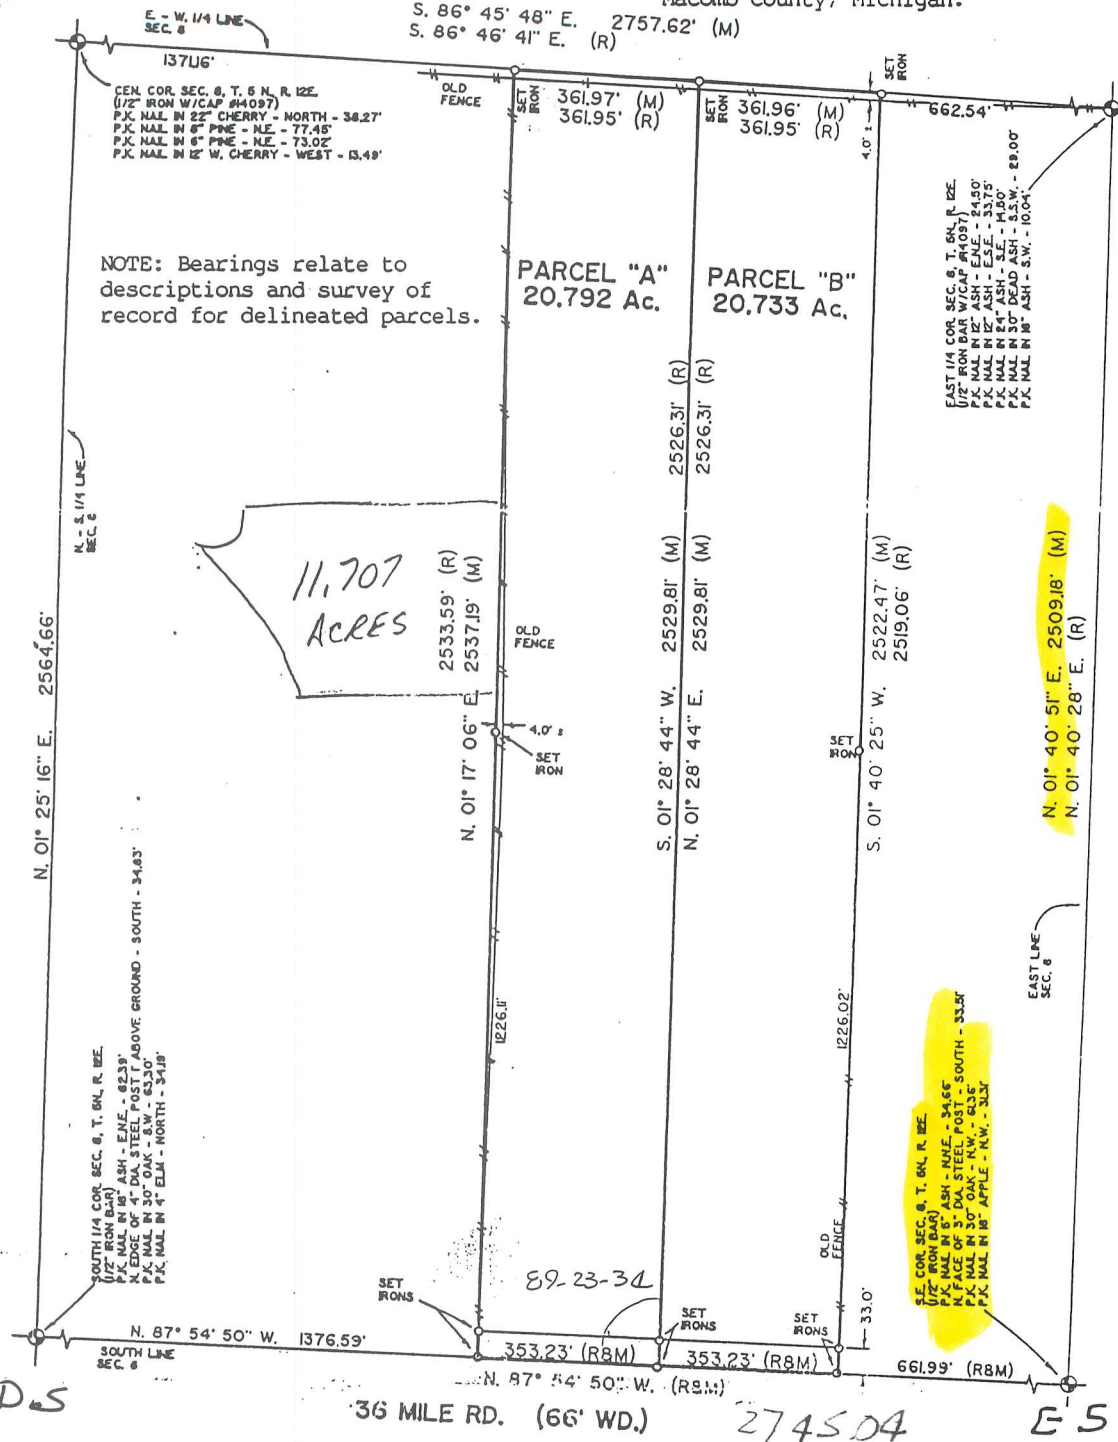 Macomb County, Michigan.
S. 86° 45' 48" E. 2757.62' (M)
S. 86° 46' 41" E. (R)
E. - W. 1/4 LINE
SEC. 8
1371.16'
CEN. COR. SEC. 8, T. 5 N., R. 12E.
(1/2" IRON W/CAP #14097)
P.K. NAIL IN 22" CHERRY - NORTH - 38.27'
P.K. NAIL IN 8" PINE - N.E. - 77.45'
P.K. NAIL IN 6" PINE - N.E. - 73.02'
P.K. NAIL IN 12" W. CHERRY - WEST - 13.49'
OLD
FENCE
SET
IRON
361.97' (M)
361.95' (R)
SET
IRON
361.96' (M)
361.95' (R)
SET
IRON
4.0' ±
662.54'
EAST 1/4 COR. SEC. 8, T. 5N., R. 12E.
(1/2" IRON BAR W/CAP #14097)
P.K. NAIL IN 12" ASH - E.N.E. - 24.50'
P.K. NAIL IN 12" ASH - E.S.E. - 33.75'
P.K. NAIL IN 24" ASH - S.E. - 14.60'
P.K. NAIL IN 30" DEAD ASH - S.S.W. - 29.00'
P.K. NAIL IN 18" ASH - S.W. - 10.04'
NOTE: Bearings relate to
descriptions and survey of
record for delineated parcels.
PARCEL "A"
20.792 Ac.
PARCEL "B"
20.733 Ac.
N. - S. 1/4 LINE
SEC. 6
N. 01° 25' 16" E. 2564.66'
11.707
ACRES
2533.59' (R)
N. 01° 17' 06" E. 2537.19' (M)
OLD
FENCE
4.0' ±
SET
IRON
2526.31' (R)
S. 01° 28' 44" W. 2529.81' (M)
2526.31' (R)
N. 01° 28' 44" E. 2529.81' (M)
SET
IRON
S. 01° 40' 25" W. 2522.47' (M)
2519.06' (R)
N. 01° 40' 51" E. 2509.18' (M)
N. 01° 40' 28" E. (R)
EAST LINE
SEC. 6
1226.11'
1226.02'
SOUTH 1/4 COR. SEC. 6, T. 5N., R. 12E.
(1/2" IRON BAR)
P.K. NAIL IN 18" ASH - E.N.E. - 62.39'
N. EDGE OF 4" DIA. STEEL POST 1' ABOVE GROUND - SOUTH - 34.83'
P.K. NAIL IN 30" OAK - S.W - 63.30'
P.K. NAIL IN 4" ELM - NORTH - 34.19'
S.E. COR. SEC. 6, T. 5N., R. 12E.
(1/2" IRON BAR)
P.K. NAIL IN 5" ASH - N.N.E. - 34.66'
N. FACE OF 3" DIA. STEEL POST - SOUTH - 33.51'
P.K. NAIL IN 30" OAK - N.W. - 61.36'
P.K. NAIL IN 18" APPLE - N.W. - 31.31'
OLD
FENCE
33.0'
SET
IRONS
89-23-34
SET
IRONS
SET
IRONS
N. 87° 54' 50" W. 1376.59'
SOUTH LINE
SEC. 6
353.23' (R&M)
353.23' (R&M)
661.99' (R&M)
N. 87° 54' 50" W. (R&M)
36 MILE RD. (66' WD.)
2745.04
D.S
E 5